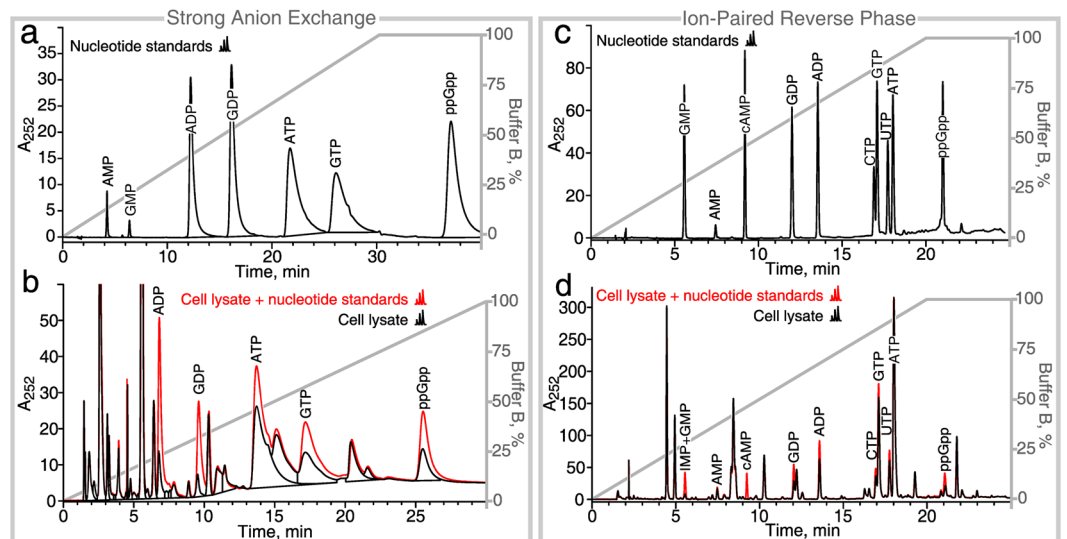 Strong Anion Exchange
a
Nucleotide standards
35
30
25
20
15
10
5
0
A252
AMP
GMP
ADP
GDP
ATP
GTP
ppGpp
100
75
50
25
0
Buffer B, %
0
10
20
30
Time, min
b
Cell lysate + nucleotide standards
Cell lysate
50
40
30
20
10
0
A252
ADP
GDP
ATP
GTP
ppGpp
100
75
50
25
0
Buffer B, %
0
5
10
15
20
25
Time, min
Ion-Paired Reverse Phase
c
Nucleotide standards
80
60
40
20
0
A252
GMP
AMP
cAMP
GDP
ADP
CTP
GTP
UTP
ATP
ppGpp
100
75
50
25
0
Buffer B, %
0
5
10
15
20
Time, min
d
Cell lysate + nucleotide standards
Cell lysate
300
250
200
150
100
50
0
A252
IMP+GMP
AMP
cAMP
GDP
ADP
CTP
GTP
UTP
ATP
ppGpp
100
75
50
25
0
Buffer B, %
0
5
10
15
20
Time, min